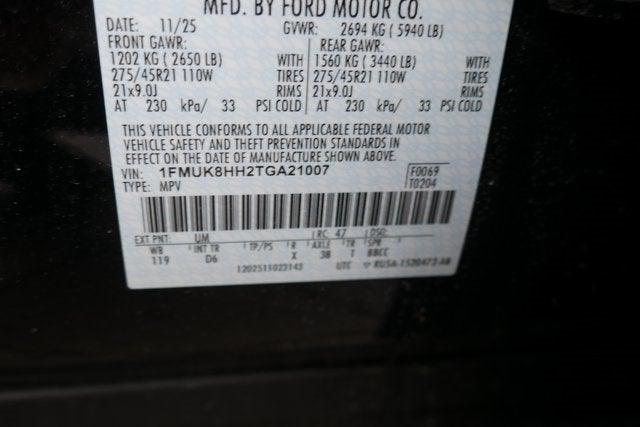 MFD. BY FORD MOTOR CO.
DATE: 11/25 GVWR: 2694 KG ( 5940 LB)
FRONT GAWR: REAR GAWR:
1202 KG ( 2650 LB) WITH 1560 KG ( 3440 LB) WITH
275/45R21 110W TIRES 275/45R21 110W TIRES
21x9.0J RIMS 21x9.0J RIMS
AT 230 kPa/ 33 PSI COLD AT 230 kPa/ 33 PSI COLD
THIS VEHICLE CONFORMS TO ALL APPLICABLE FEDERAL MOTOR
VEHICLE SAFETY AND THEFT PREVENTION STANDARDS IN
EFFECT ON THE DATE OF MANUFACTURE SHOWN ABOVE.
VIN: 1FMUK8HH2TGA21007 F0069
TYPE: MPV T0204
EXT PNT: UM RC: 47 DSO:
WB INT TR TP/PS R AXLE TR SPR
119 D6 X 38 T BBCC
1202511023143 UTC